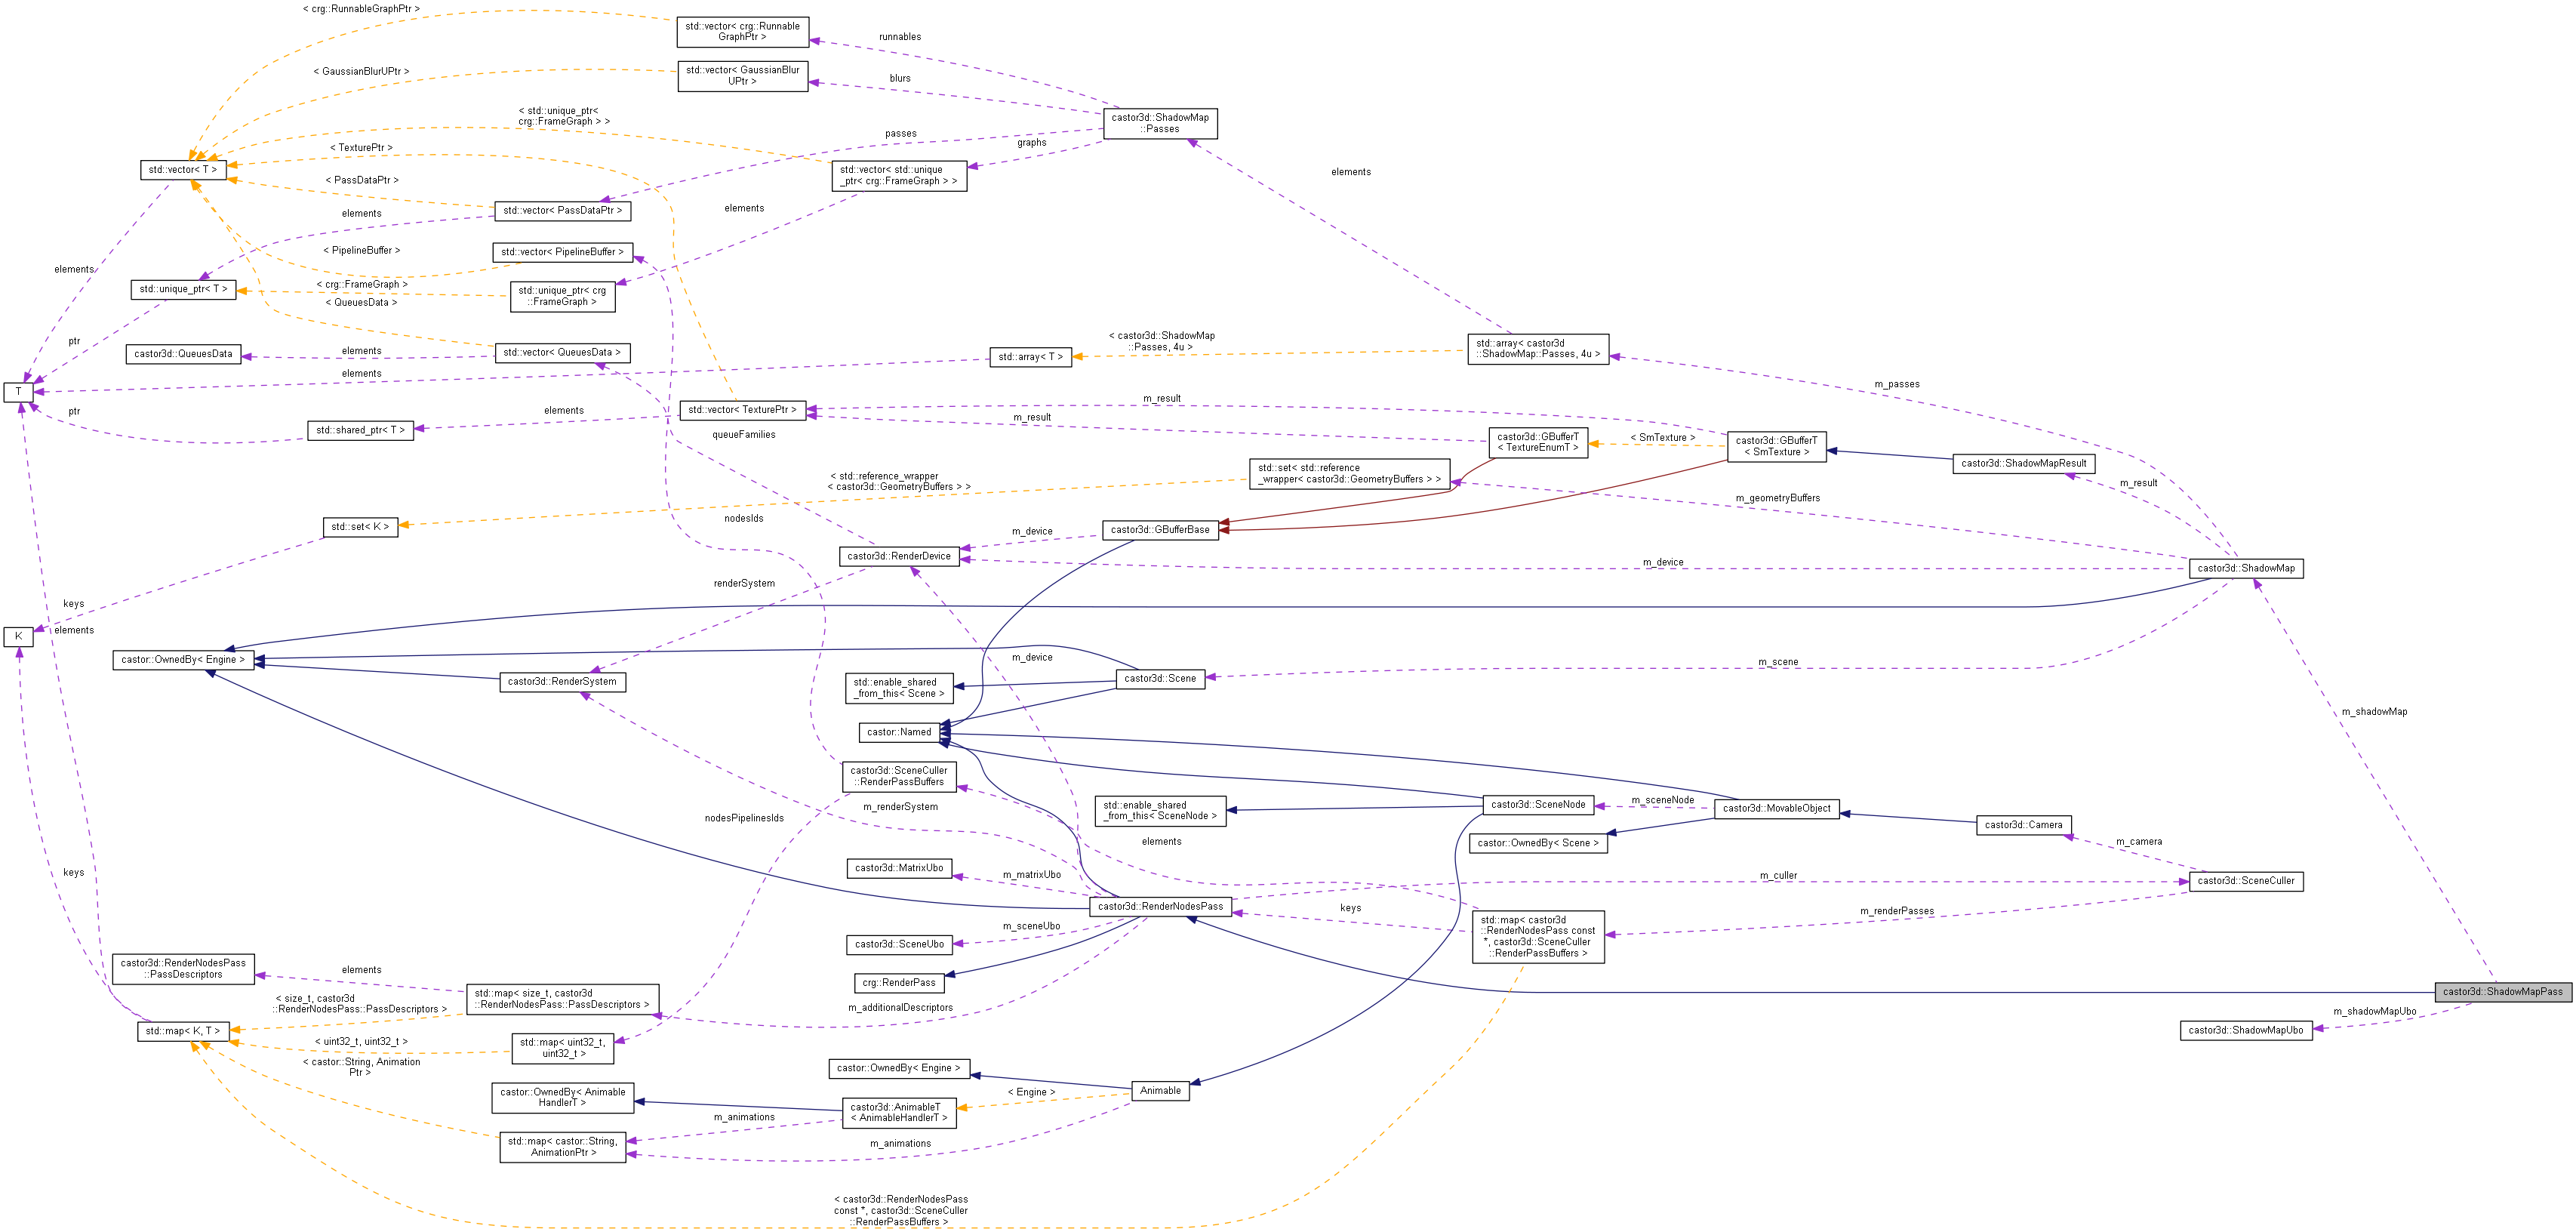 < crg::RunnableGraphPtr >
std::vector< crg::Runnable
GraphPtr >
runnables
< GaussianBlurUPtr >
std::vector< GaussianBlur
UPtr >
blurs
< std::unique_ptr<
crg::FrameGraph > >
castor3d::ShadowMap
::Passes
passes
graphs
< TexturePtr >
std::vector< T >
std::vector< std::unique
_ptr< crg::FrameGraph > >
< PassDataPtr >
elements
std::vector< PassDataPtr >
elements
elements
< PipelineBuffer >
std::vector< PipelineBuffer >
elements
std::unique_ptr< T >
< crg::FrameGraph >
std::unique_ptr< crg
::FrameGraph >
< QueuesData >
ptr
castor3d::QueuesData
elements
std::vector< QueuesData >
std::array< T >
< castor3d::ShadowMap
::Passes, 4u >
std::array< castor3d
::ShadowMap::Passes, 4u >
elements
T
m_passes
ptr
std::shared_ptr< T >
elements
std::vector< TexturePtr >
m_result
m_result
queueFamilies
castor3d::GBufferT
< TextureEnumT >
< SmTexture >
castor3d::GBufferT
< SmTexture >
castor3d::ShadowMapResult
< std::reference_wrapper
< castor3d::GeometryBuffers > >
std::set< std::reference
_wrapper< castor3d::GeometryBuffers > >
m_result
m_geometryBuffers
std::set< K >
nodesIds
m_device
castor3d::GBufferBase
castor3d::RenderDevice
m_device
castor3d::ShadowMap
renderSystem
keys
elements
K
castor::OwnedBy< Engine >
m_device
m_scene
castor3d::RenderSystem
std::enable_shared
_from_this< Scene >
castor3d::Scene
m_shadowMap
castor::Named
castor3d::SceneCuller
::RenderPassBuffers
m_renderSystem
nodesPipelinesIds
std::enable_shared
_from_this< SceneNode >
castor3d::SceneNode
m_sceneNode
castor3d::MovableObject
castor3d::Camera
castor::OwnedBy< Scene >
elements
m_camera
keys
castor3d::MatrixUbo
m_matrixUbo
m_culler
castor3d::SceneCuller
castor3d::RenderNodesPass
keys
m_renderPasses
std::map< castor3d
::RenderNodesPass const
*, castor3d::SceneCuller
::RenderPassBuffers >
castor3d::SceneUbo
m_sceneUbo
castor3d::RenderNodesPass
::PassDescriptors
elements
crg::RenderPass
< size_t, castor3d
::RenderNodesPass::PassDescriptors >
std::map< size_t, castor3d
::RenderNodesPass::PassDescriptors >
m_additionalDescriptors
castor3d::ShadowMapPass
m_shadowMapUbo
castor3d::ShadowMapUbo
std::map< K, T >
< uint32_t, uint32_t >
std::map< uint32_t,
uint32_t >
< castor::String, Animation
Ptr >
castor::OwnedBy< Engine >
castor::OwnedBy< Animable
HandlerT >
castor3d::AnimableT
< AnimableHandlerT >
< Engine >
Animable
m_animations
m_animations
std::map< castor::String,
AnimationPtr >
< castor3d::RenderNodesPass
const *, castor3d::SceneCuller
::RenderPassBuffers >